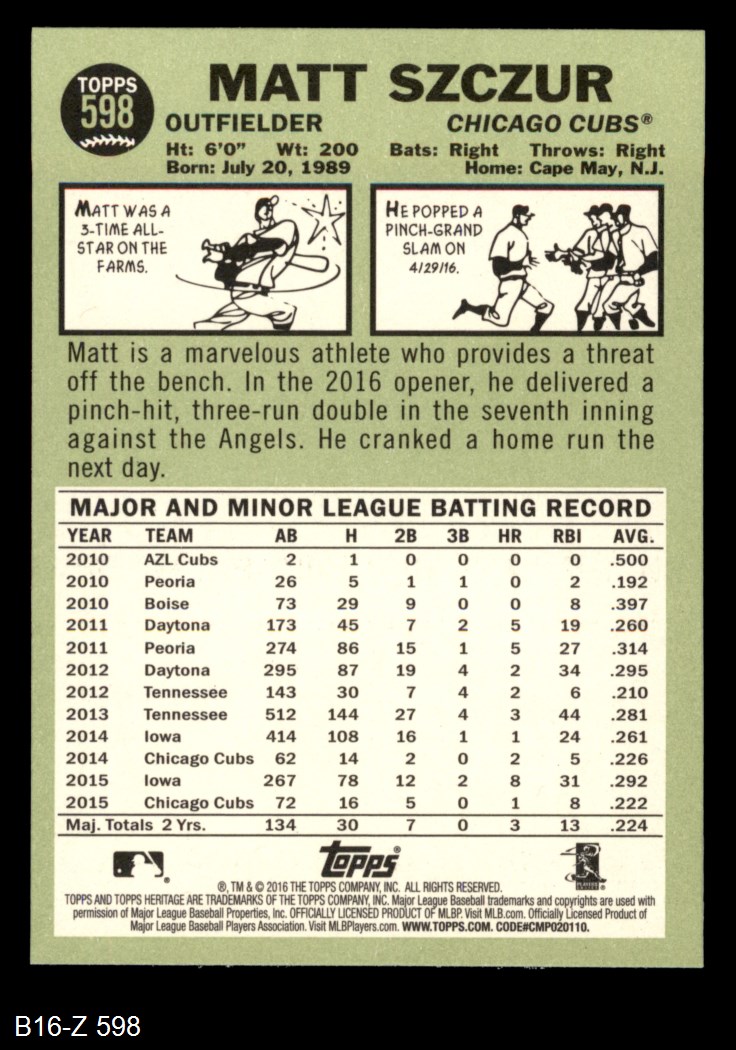 TOPPS
598
MATT SZCZUR
OUTFIELDER CHICAGO CUBS®
Ht: 6'0" Wt: 200 Bats: Right Throws: Right
Born: July 20, 1989 Home: Cape May, N.J.
MATT WAS A
3-TIME ALL-
STAR ON THE
FARMS.
HE POPPED A
PINCH-GRAND
SLAM ON
4/29/16.
Matt is a marvelous athlete who provides a threat
off the bench. In the 2016 opener, he delivered a
pinch-hit, three-run double in the seventh inning
against the Angels. He cranked a home run the
next day.
MAJOR AND MINOR LEAGUE BATTING RECORD
YEAR TEAM AB H 2B 3B HR RBI AVG.
2010 AZL Cubs 2 1 0 0 0 0 .500
2010 Peoria 26 5 1 1 0 2 .192
2010 Boise 73 29 9 0 0 8 .397
2011 Daytona 173 45 7 2 5 19 .260
2011 Peoria 274 86 15 1 5 27 .314
2012 Daytona 295 87 19 4 2 34 .295
2012 Tennessee 143 30 7 4 2 6 .210
2013 Tennessee 512 144 27 4 3 44 .281
2014 Iowa 414 108 16 1 1 24 .261
2014 Chicago Cubs 62 14 2 0 2 5 .226
2015 Iowa 267 78 12 2 8 31 .292
2015 Chicago Cubs 72 16 5 0 1 8 .222
Maj. Totals 2 Yrs. 134 30 7 0 3 13 .224
Topps®
®, TM & © 2016 THE TOPPS COMPANY, INC. ALL RIGHTS RESERVED.
TOPPS AND TOPPS HERITAGE ARE TRADEMARKS OF THE TOPPS COMPANY, INC. Major League Baseball trademarks and copyrights are used with
permission of Major League Baseball Properties, Inc. OFFICIALLY LICENSED PRODUCT OF MLBP. Visit MLB.com. Officially Licensed Product of
Major League Baseball Players Association. Visit MLBPlayers.com. WWW.TOPPS.COM. CODE#CMP020110.
B16-Z 598